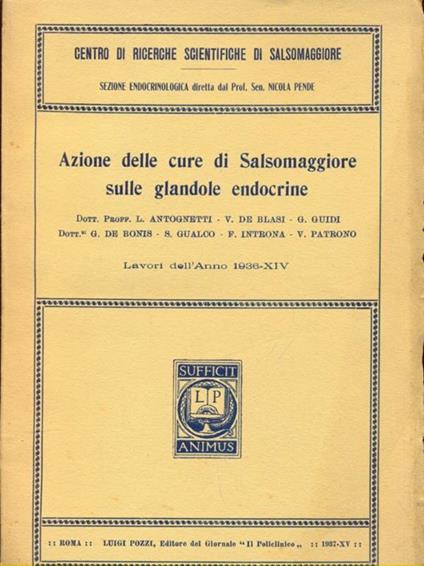 CENTRO DI RICERCHE SCIENTIFICHE DI SALSOMAGGIORE
SEZIONE ENDOCRINOLOGICA diretta dal Prof. Sen. NICOLA PENDE
Azione delle cure di Salsomaggiore
sulle glandole endocrine
DOTT. PROFF. L. ANTOGNETTI - V. DE BLASI - G. GUIDI
DOTT.ri G. DE BONIS - S. GUALCO - F. INTRONA - V. PATRONO
Lavori dell'Anno 1936-XIV
SUFFICIT
L P
ANIMUS
:: ROMA :: LUIGI POZZI, Editore del Giornale "Il Policlinico„ :: 1937-XV ::